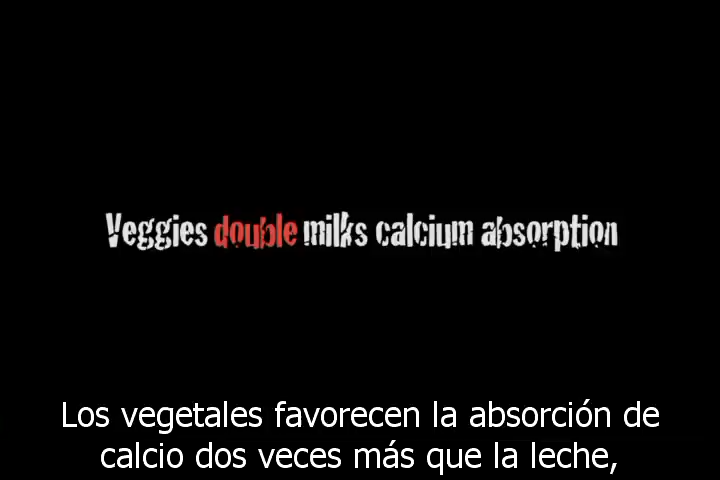 Veggies double milks calcium absorption
Los vegetales favorecen la absorción de
calcio dos veces más que la leche,